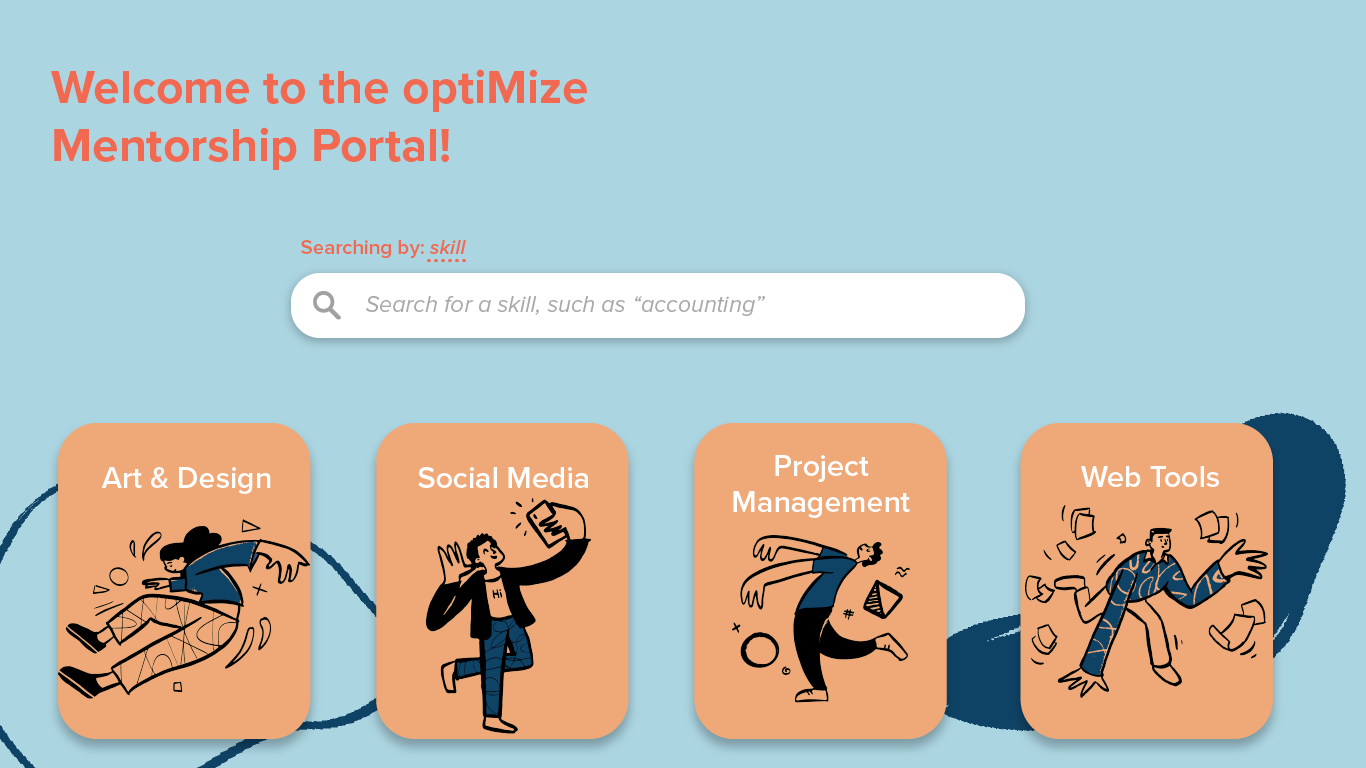 Welcome to the optiMize
Mentorship Portal!
Searching by: skill
Search for a skill, such as “accounting”
Art & Design
Social Media
Project
Management
Web Tools
Hi